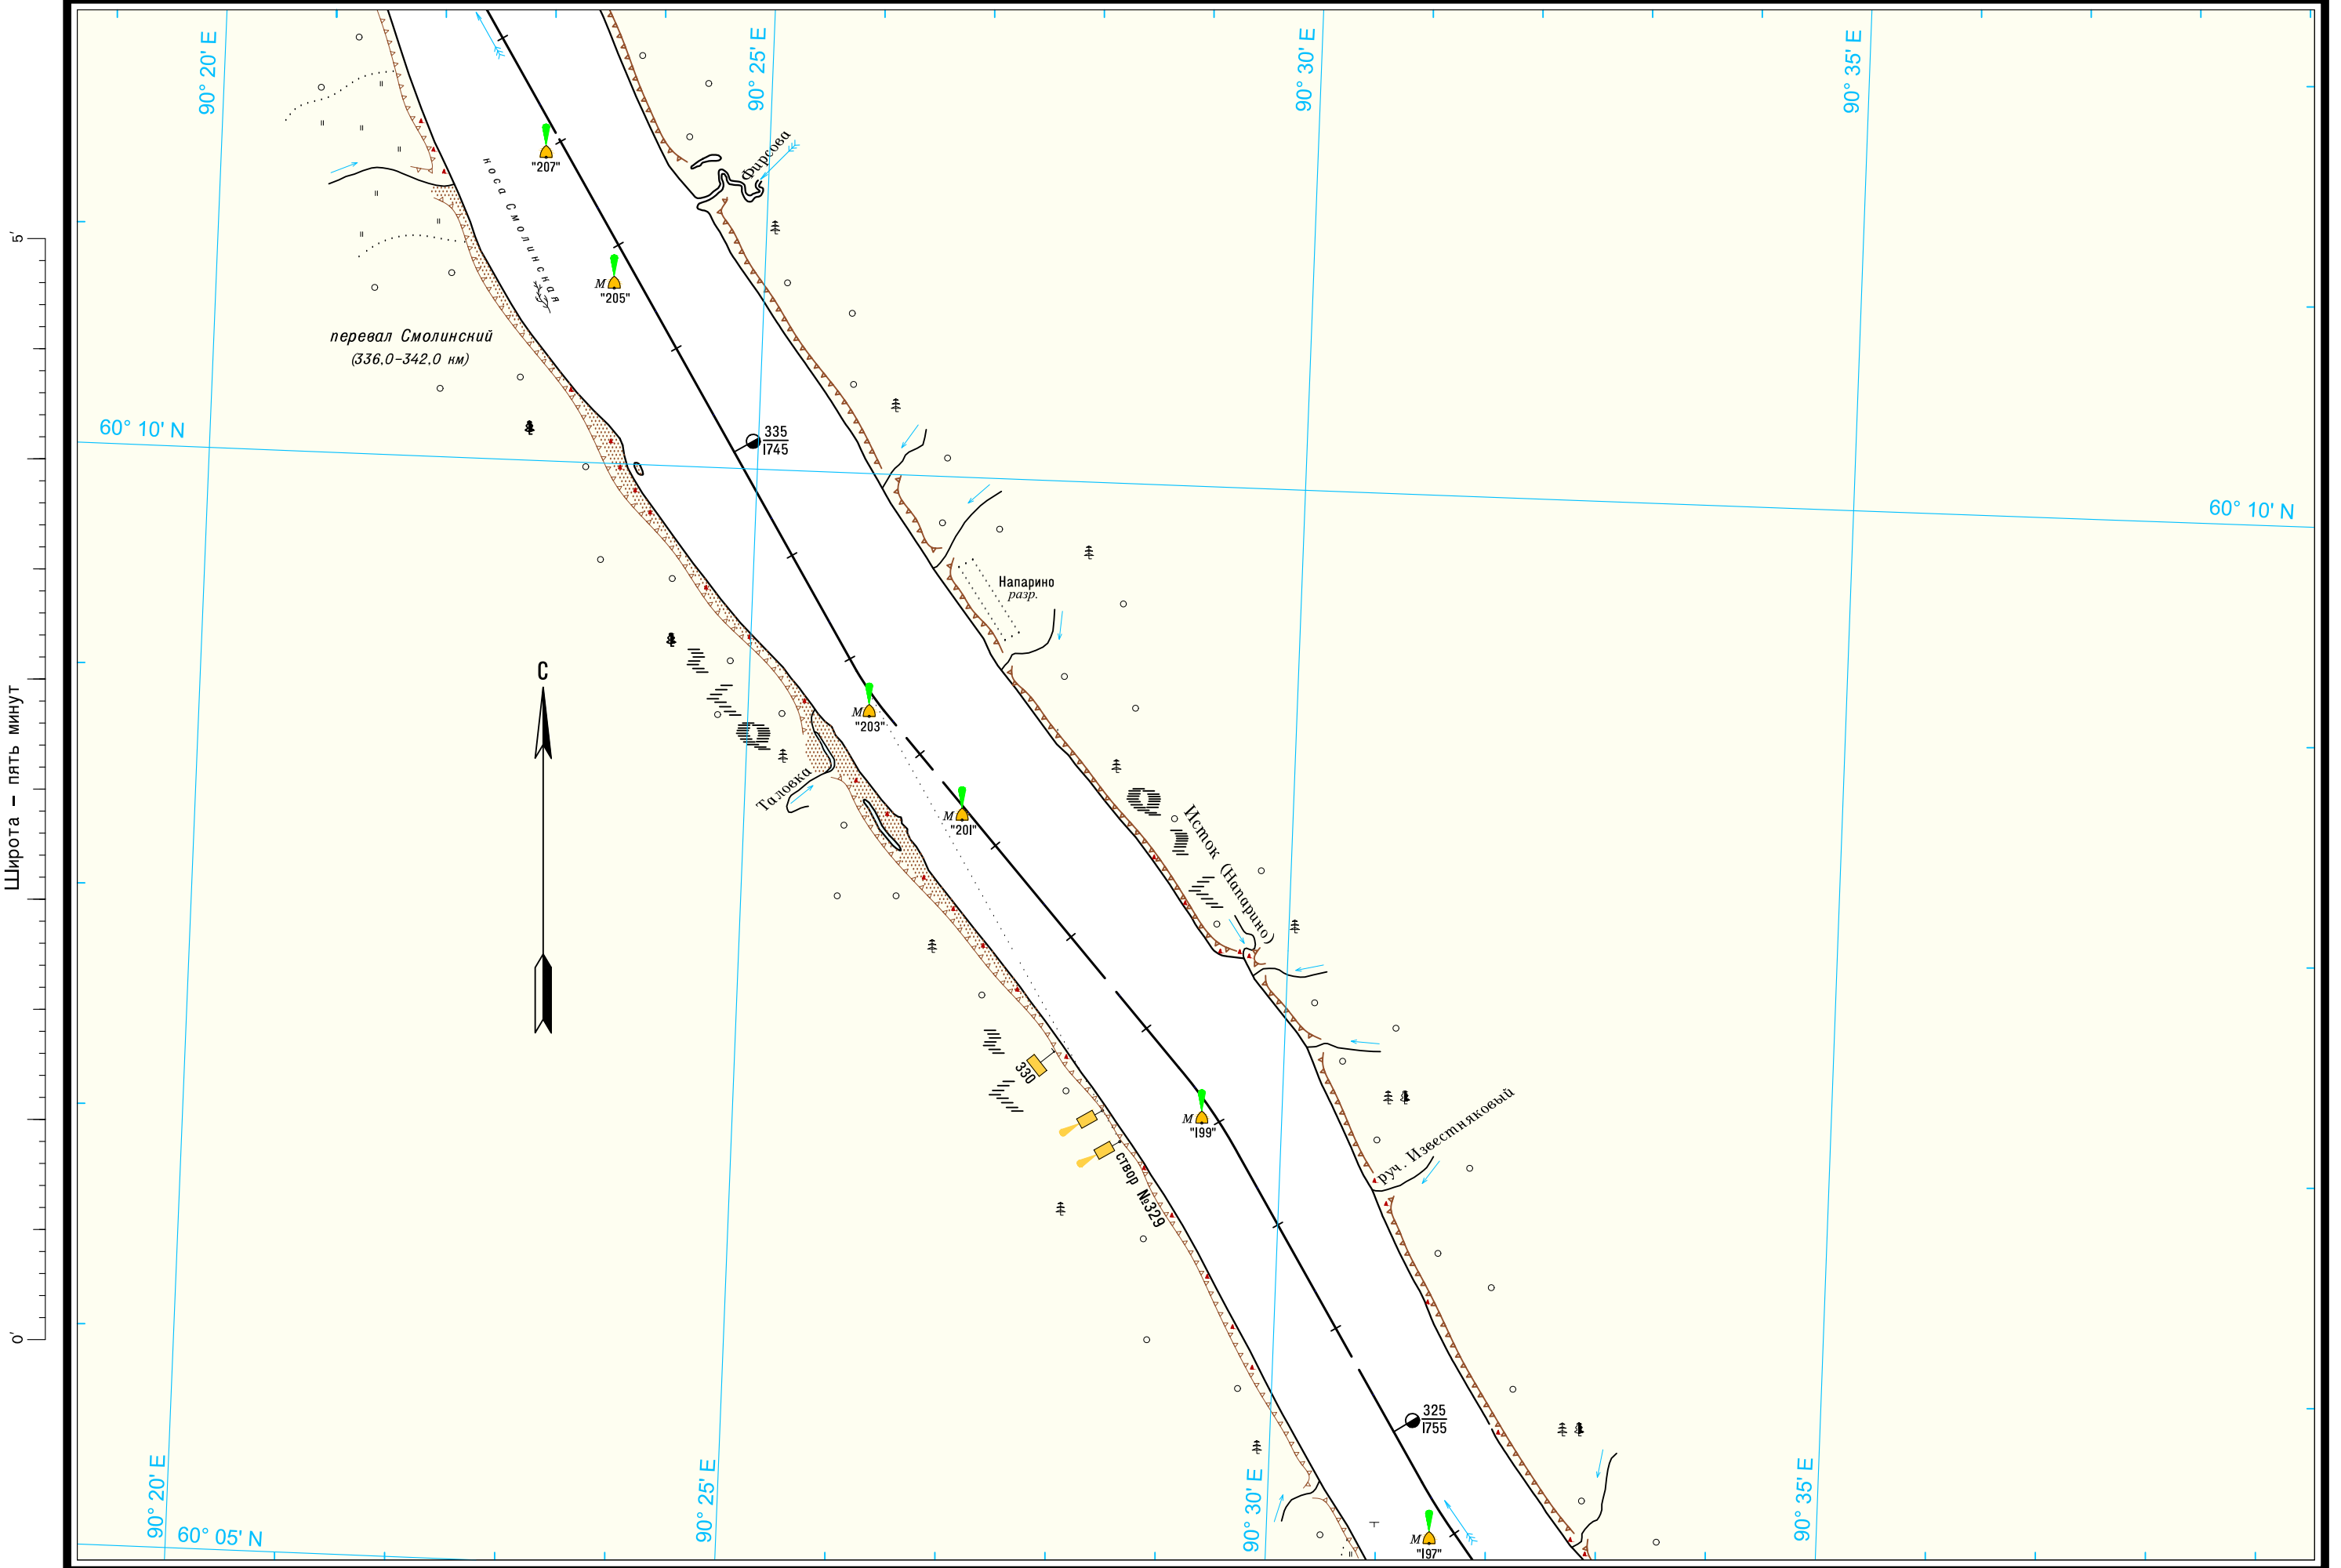 90° 20' E
90° 25' E
90° 30' E
90° 35' E
Фирсова
"207"
коса Смолинская
5'
М
"205"
перевал Смолинский
(336,0–342,0 км)
335
1745
60° 10' N
60° 10' N
Напарино
разр.
С
М
"203"
Широта – пять минут
Таловка
М
"201"
Исток (Напарино)
330
М
"199"
руч. Известняковый
створ №329
0'
325
1755
90° 20' E
90° 25' E
90° 30' E
90° 35' E
60° 05' N
М
"197"